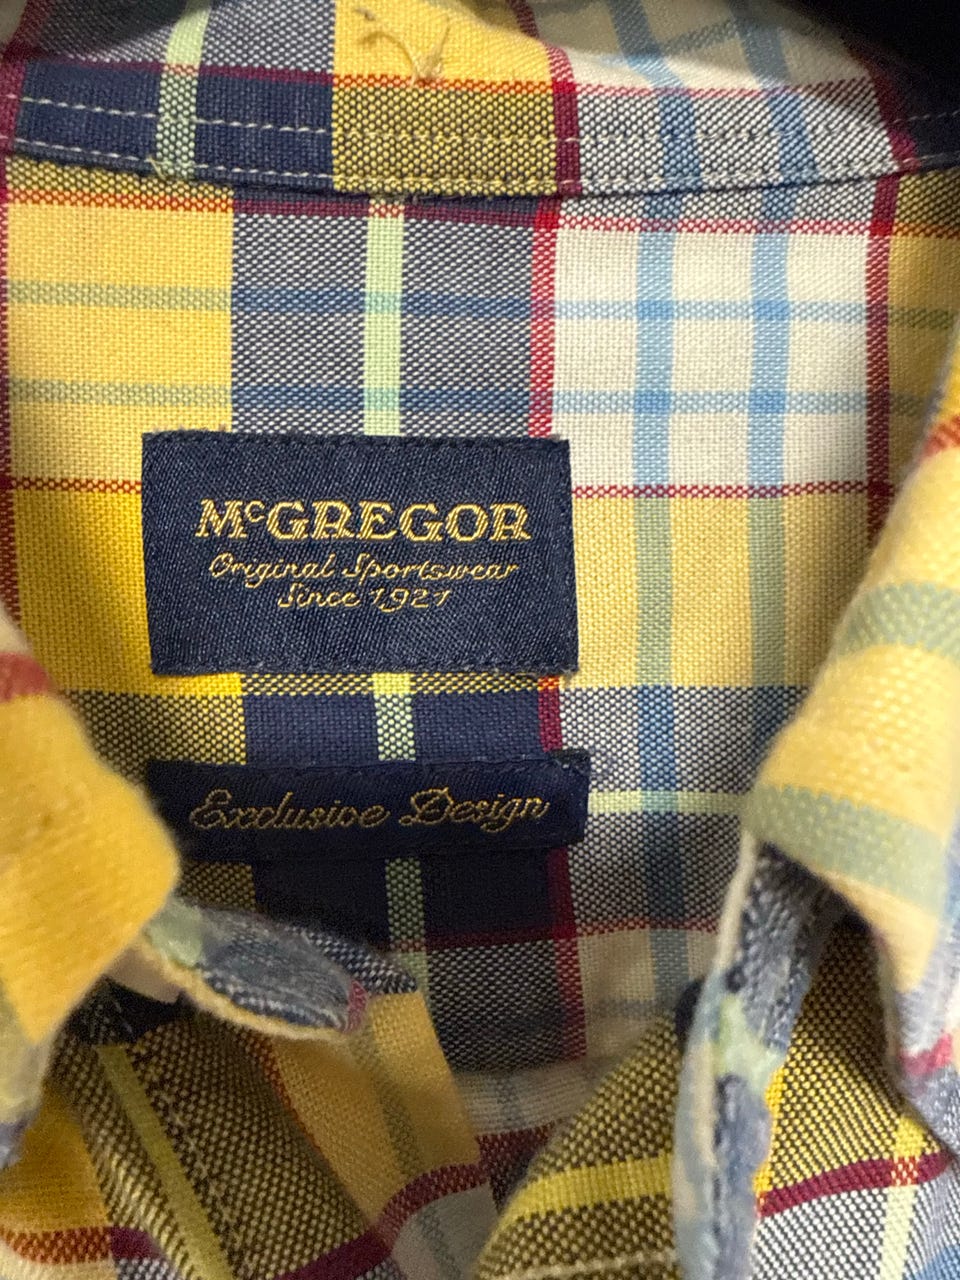 McGREGOR
Original Sportswear
Since 1921
Exclusive Design